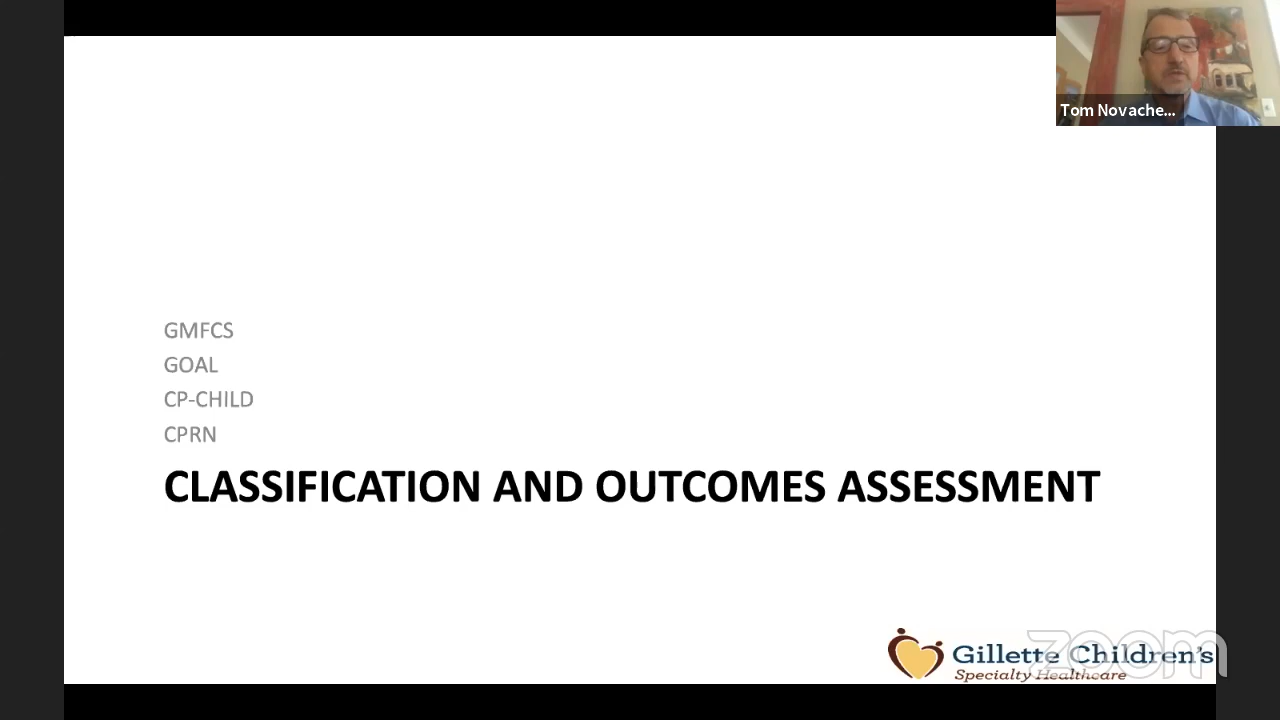 Tom Novache...
GMFCS
GOAL
CP-CHILD
CPRN
CLASSIFICATION AND OUTCOMES ASSESSMENT
Gillette Children's
Specialty Healthcare
zoom